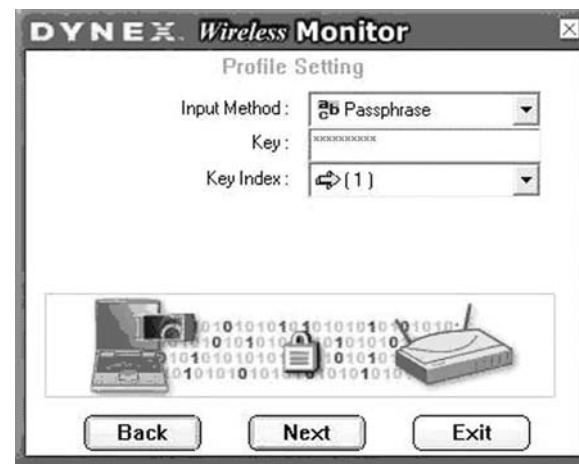 DYNEX Wireless Monitor
Profile Setting
Input Method : Passphrase
Key : xxxxxxxxxx
Key Index : (1)
Back Next Exit